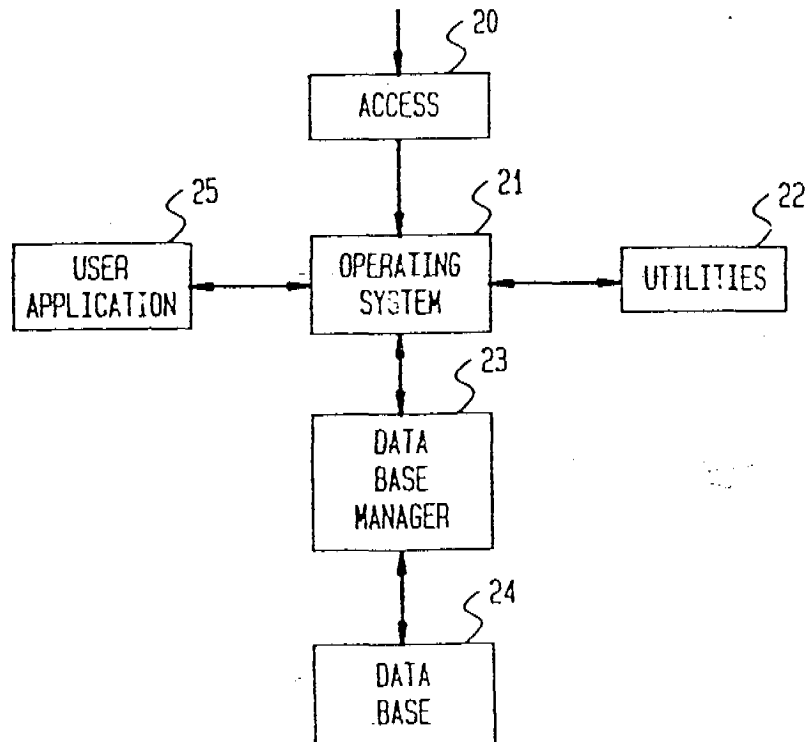 20
ACCESS
25
21
22
USER
APPLICATION
OPERATING
SYSTEM
UTILITIES
23
DATA
BASE
MANAGER
24
DATA
BASE